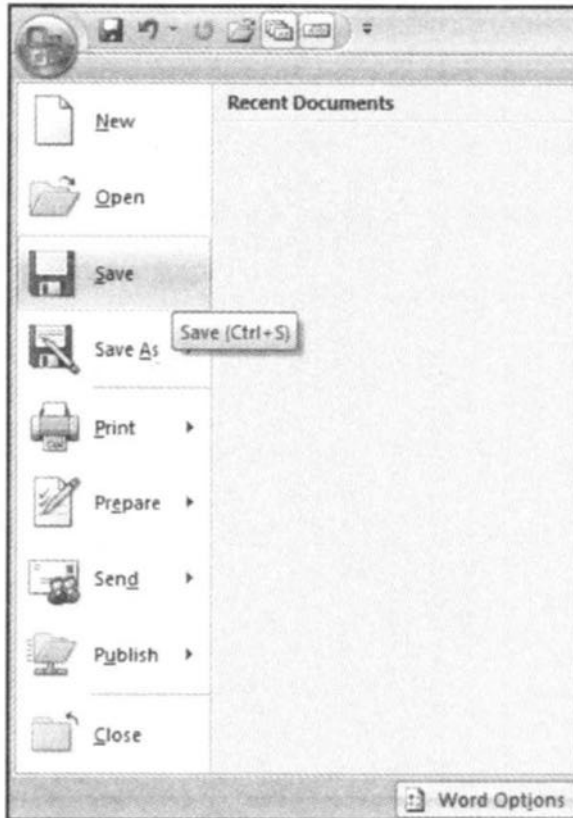 Recent Documents
New
Open
Save
Save (Ctrl+S)
Save As
Print
Prepare
Send
Publish
Close
Word Options